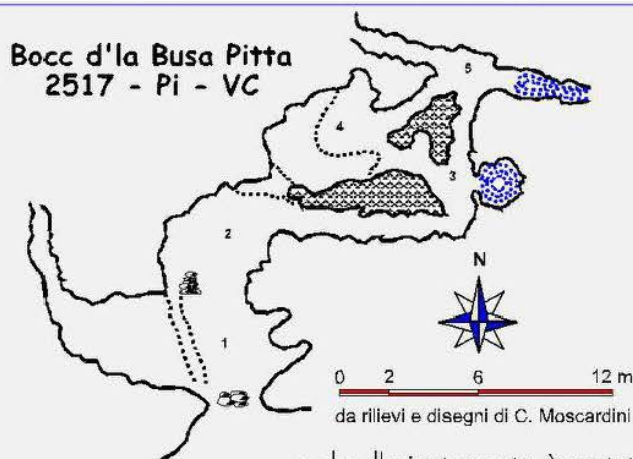 Bocc d'la Busa Pitta
2517 - Pi - VC
5
4
3
2
1
N
0 2 6 12 m
da rilievi e disegni di C. Moscardini